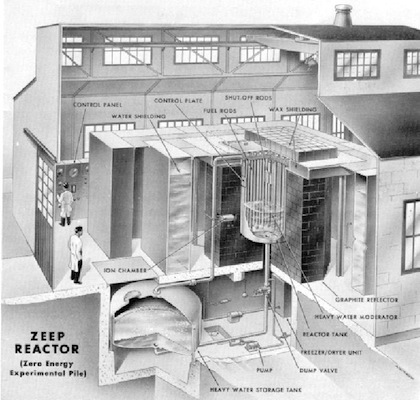 CONTROL PANEL
WATER SHIELDING
CONTROL PLATE
FUEL RODS
SHUT-OFF RODS
WAX SHIELDING
ION CHAMBER
GRAPHITE REFLECTOR
HEAVY WATER MODERATOR
REACTOR TANK
FREEZER/DRYER UNIT
PUMP
DUMP VALVE
HEAVY WATER STORAGE TANK
ZEEP
REACTOR
(Zero Energy
Experimental Pile)